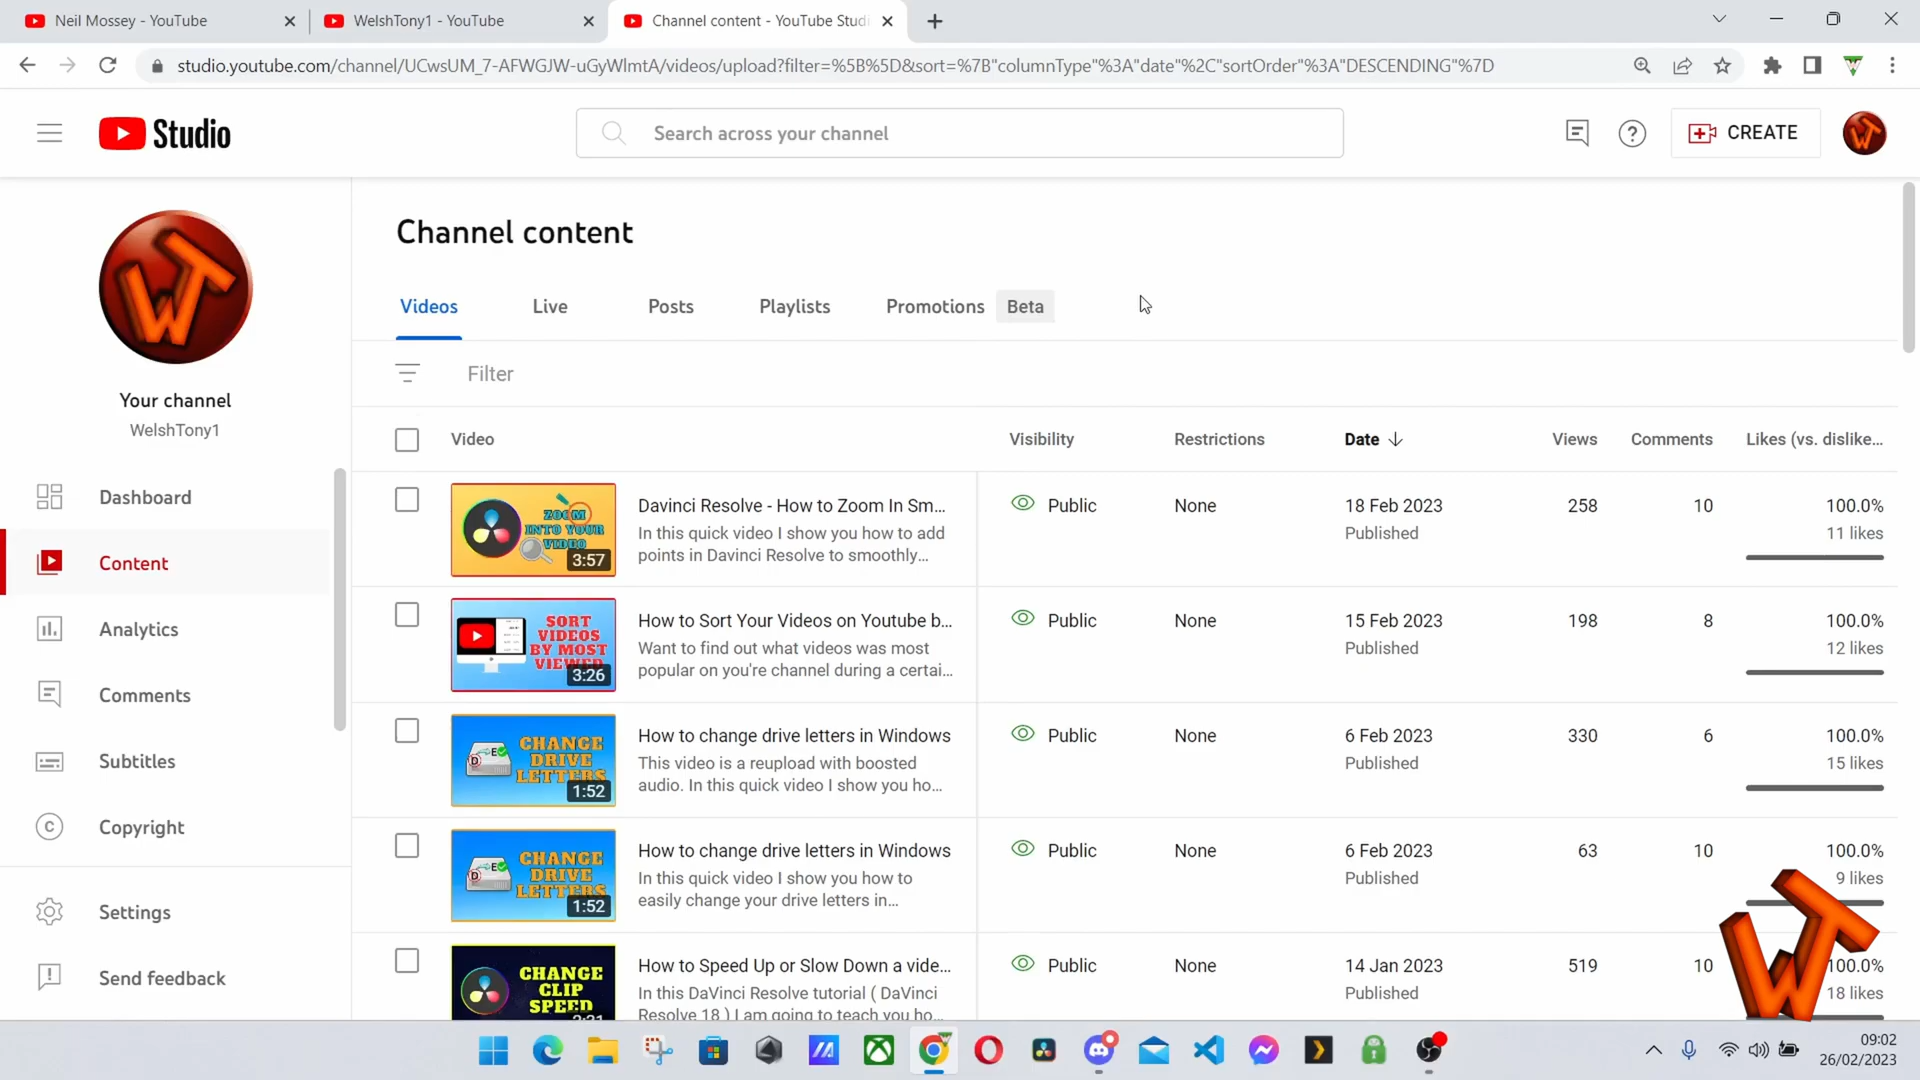 Neil Mossey - YouTube
WelshTony1 - YouTube
Channel content - YouTube Studi
studio.youtube.com/channel/UCwsUM_7-AFWGJW-uGyWlmtA/videos/upload?filter=%5B%5D&sort=%7B"columnType"%3A"date"%2C"sortOrder"%3A"DESCENDING"%7D
Studio
Search across your channel
CREATE
Your channel
WelshTony1
Dashboard
Content
Analytics
Comments
Subtitles
Copyright
Settings
Send feedback
Channel content
Videos Live Posts Playlists Promotions Beta
Filter
Video Visibility Restrictions Date Views Comments Likes (vs. dislike...
ZOOM
INTO YOUR
VIDEO
3:57
Davinci Resolve - How to Zoom In Sm...
In this quick video I show you how to add
points in Davinci Resolve to smoothly...
Public None 18 Feb 2023 258 10 100.0%
Published 11 likes
SORT
VIDEOS
BY MOST
VIEWED
3:26
How to Sort Your Videos on Youtube b...
Want to find out what videos was most
popular on you're channel during a certai...
Public None 15 Feb 2023 198 8 100.0%
Published 12 likes
D E
CHANGE
DRIVE
LETTERS
1:52
How to change drive letters in Windows
This video is a reupload with boosted
audio. In this quick video I show you ho...
Public None 6 Feb 2023 330 6 100.0%
Published 15 likes
D E
CHANGE
DRIVE
LETTERS
1:52
How to change drive letters in Windows
In this quick video I show you how to
easily change your drive letters in...
Public None 6 Feb 2023 63 10 100.0%
Published 9 likes
CHANGE
CLIP
SPEED
3:31
How to Speed Up or Slow Down a vide...
In this DaVinci Resolve tutorial ( DaVinci
Resolve 18 ) I am going to teach you ho...
Public None 14 Jan 2023 519 10 100.0%
Published 18 likes
WT
09:02
26/02/2023